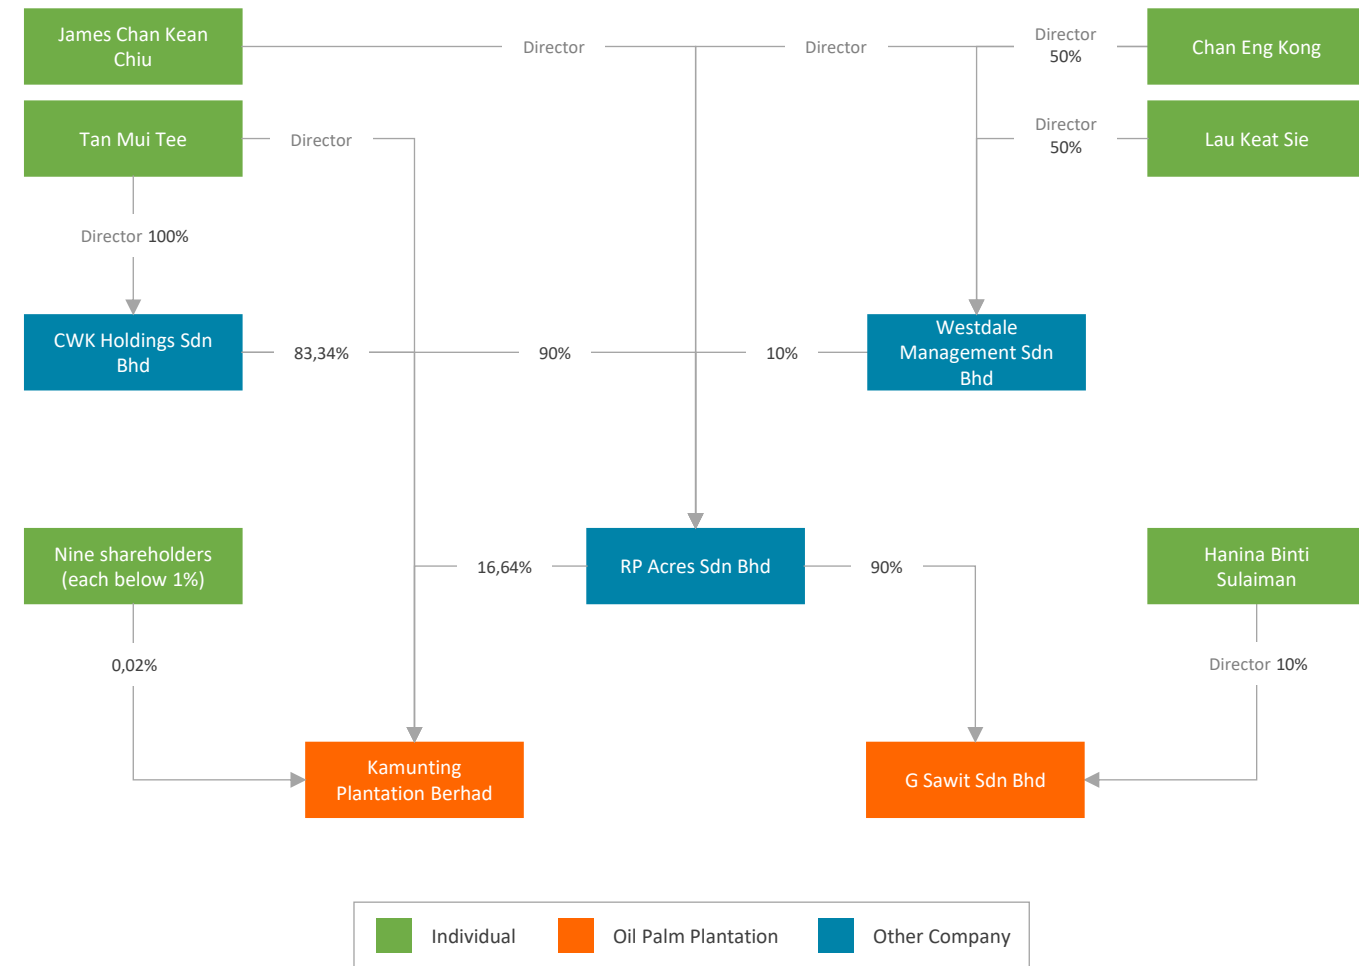 James Chan Kean
Chiu
Director
Director
Director
50%
Chan Eng Kong
Tan Mui Tee
Director
Director
50%
Lau Keat Sie
Director 100%
CWK Holdings Sdn
Bhd
83,34%
90%
10%
Westdale
Management Sdn
Bhd
Nine shareholders
(each below 1%)
16,64%
RP Acres Sdn Bhd
90%
Hanina Binti
Sulaiman
0,02%
Director 10%
Kamunting
Plantation Berhad
G Sawit Sdn Bhd
Individual
Oil Palm Plantation
Other Company